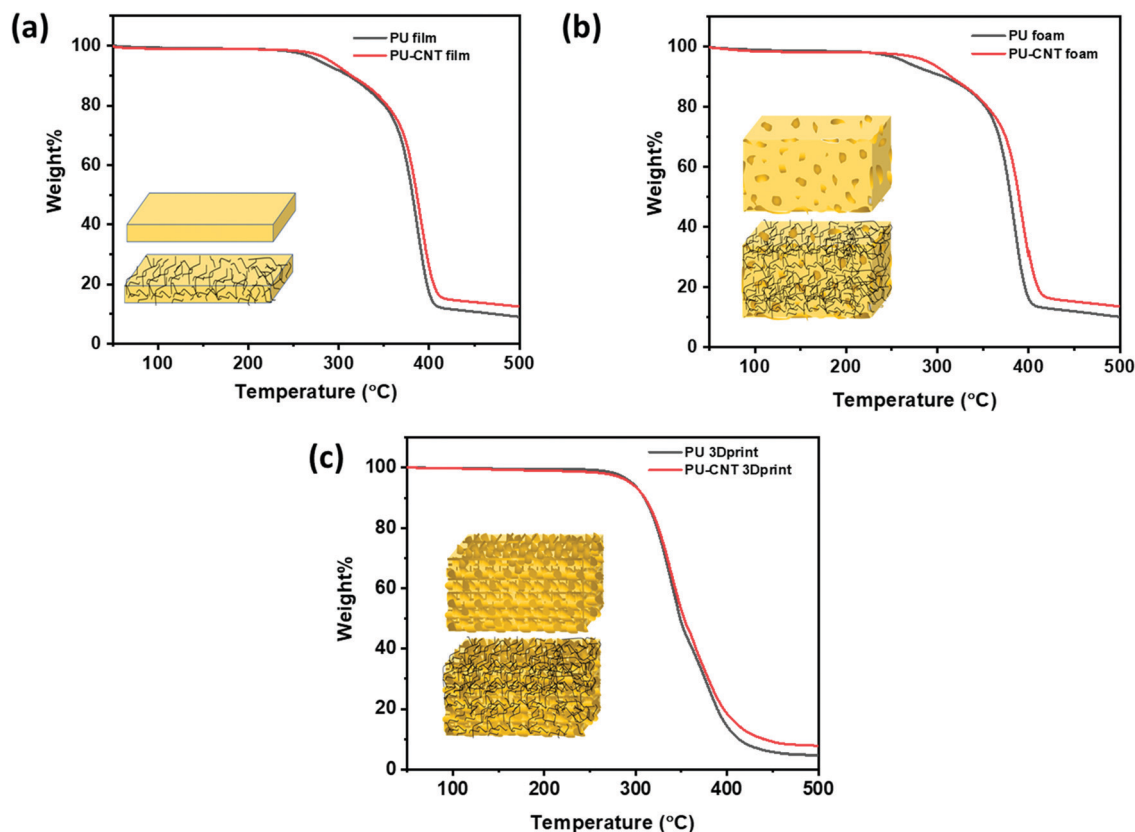 (a)
PU film
PU-CNT film
100
80
60
40
20
0
Weight%
100
200
300
400
500
Temperature (°C)
(b)
PU foam
PU-CNT foam
100
80
60
40
20
0
Weight%
100
200
300
400
500
Temperature (°C)
(c)
PU 3Dprint
PU-CNT 3Dprint
100
80
60
40
20
0
Weight%
100
200
300
400
500
Temperature (°C)